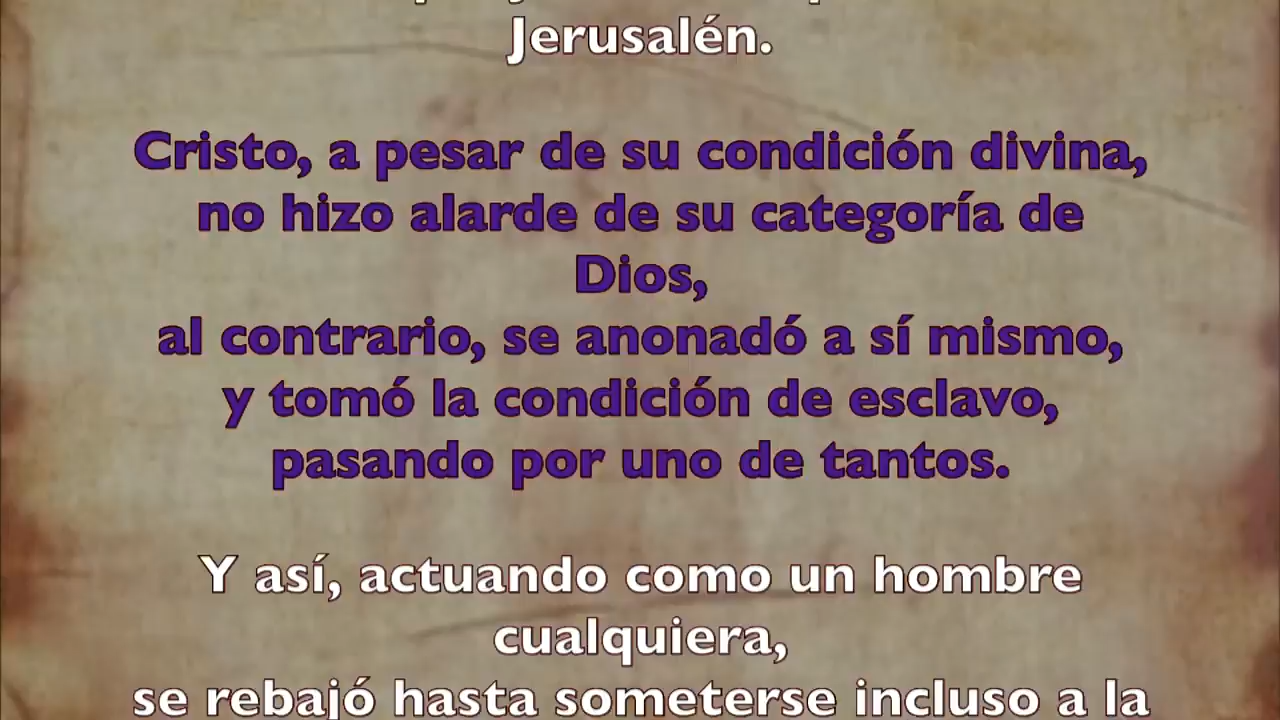 Jerusalén.
Cristo, a pesar de su condición divina,
no hizo alarde de su categoría de
Dios,
al contrario, se anonadó a sí mismo,
y tomó la condición de esclavo,
pasando por uno de tantos.
Y así, actuando como un hombre
cualquiera,
se rebajó hasta someterse incluso a la